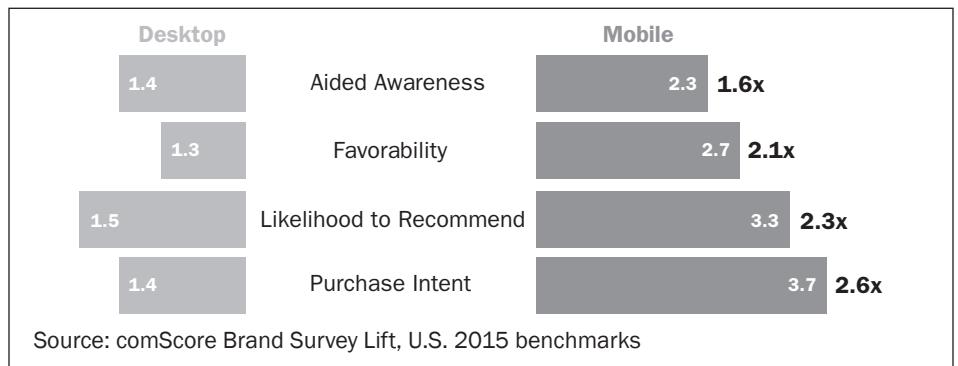 Desktop Mobile
1.4 Aided Awareness 2.3 1.6x
1.3 Favorability 2.7 2.1x
1.5 Likelihood to Recommend 3.3 2.3x
1.4 Purchase Intent 3.7 2.6x
Source: comScore Brand Survey Lift, U.S. 2015 benchmarks